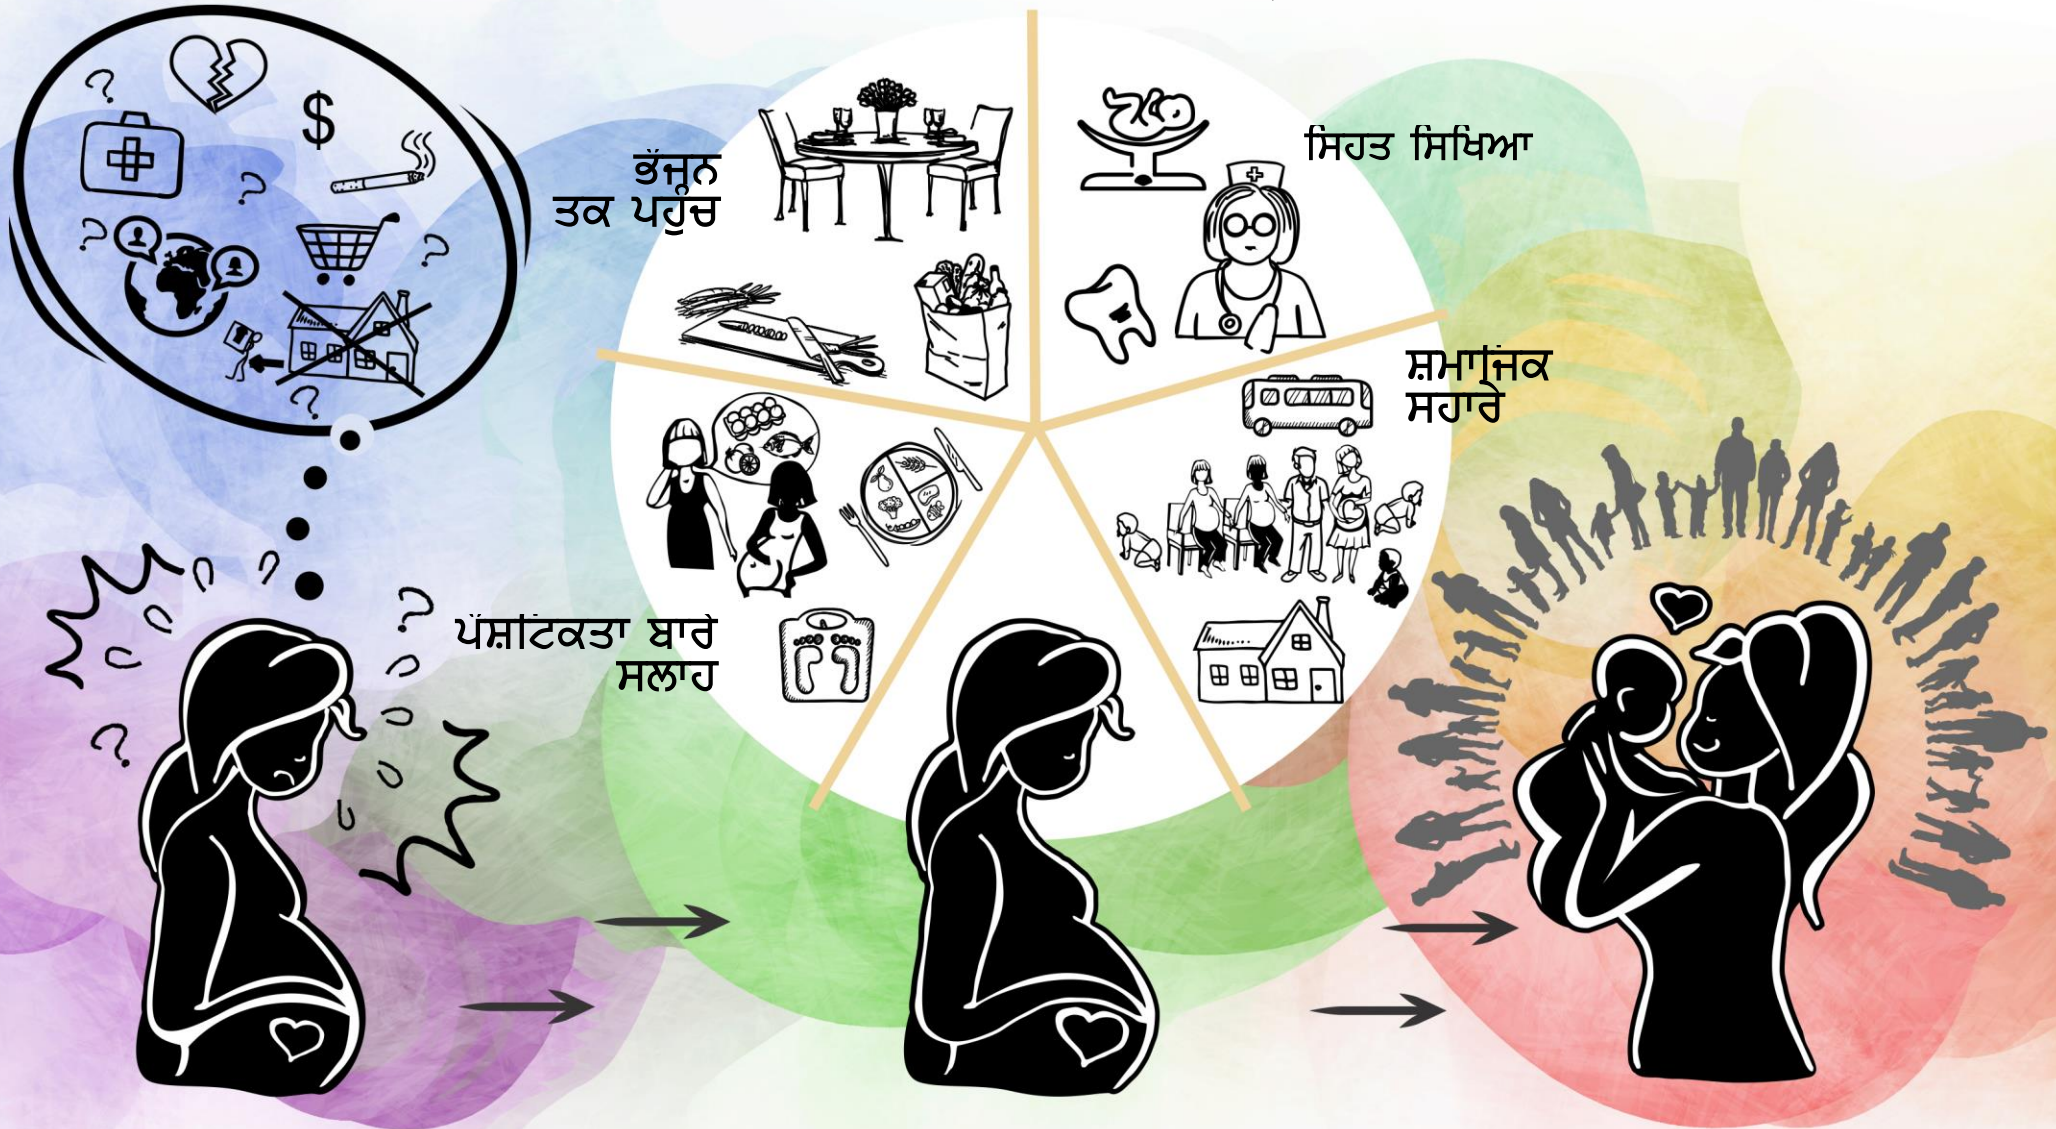 ਭੋਜਨ
ਤਕ ਪਹੁੰਚ
ਸਿਹਤ ਸਿਖਿਆ
ਸ਼ਮਾਜਿਕ
ਸਹਾਰੇ
ਪੋਸ਼ਟਿਕਤਾ ਬਾਰੇ
ਸਲਾਹ
$